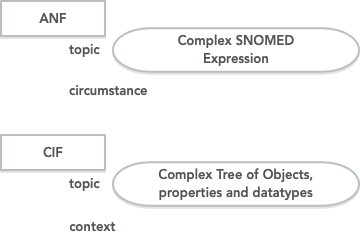 ANF
topic
Complex SNOMED
Expression
circumstance
CIF
topic
Complex Tree of Objects,
properties and datatypes
context